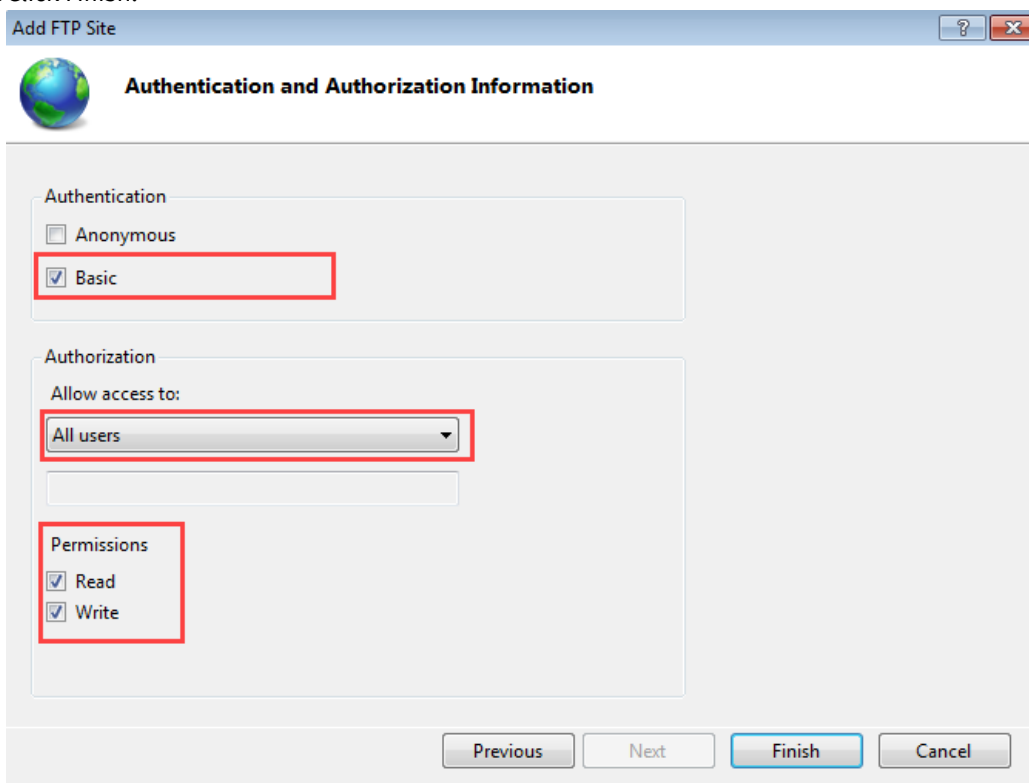 Add FTP Site
Authentication and Authorization Information
Authentication
Anonymous
Basic
Authorization
Allow access to:
All users
Permissions
Read
Write
Previous Next Finish Cancel